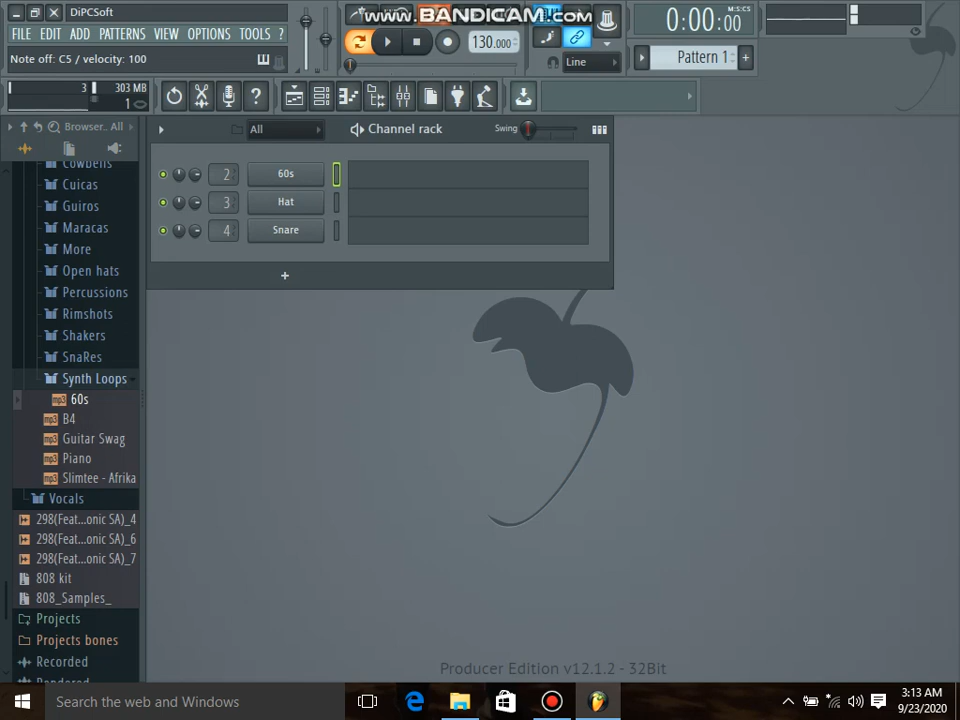 DiPCSoft
www.BANDICAM.com
FILE EDIT ADD PATTERNS VIEW OPTIONS TOOLS ?
Note off: C5 / velocity: 100
130.000
0:00:00
M:S:CS
Line
Pattern 1
3 303 MB
1
Browser.. All
All
Channel rack
Swing
2 60s
3 Hat
4 Snare
+
Cowbells
Cuicas
Guiros
Maracas
More
Open hats
Percussions
Rimshots
Shakers
SnaRes
Synth Loops
60s
B4
Guitar Swag
Piano
Slimtee - Afrika
Vocals
298(Feat...onic SA)_4
298(Feat...onic SA)_6
298(Feat...onic SA)_7
808 kit
808_Samples_
Projects
Projects bones
Recorded
Producer Edition v12.1.2 - 32Bit
Search the web and Windows
3:13 AM
9/23/2020